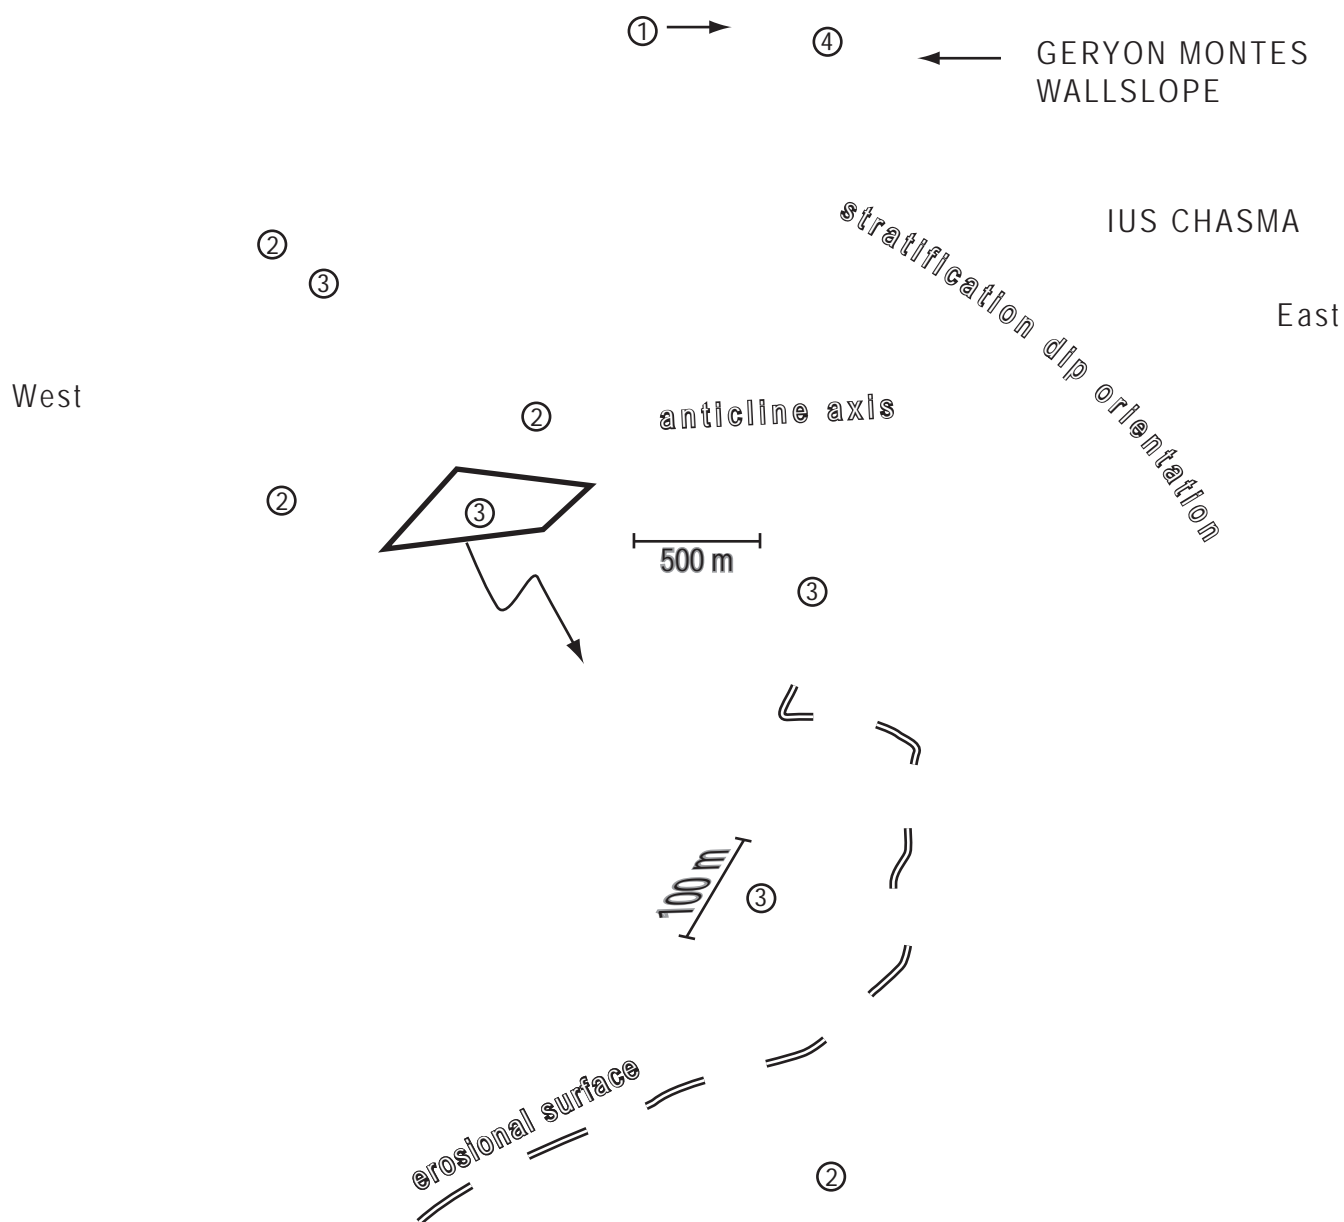 ①
④
GERYON MONTES
WALLSLOPE
stratification dip orientation
IUS CHASMA
②
③
East
West
②
anticline axis
②
③
500 m
③
100 m
③
erosional surface
②